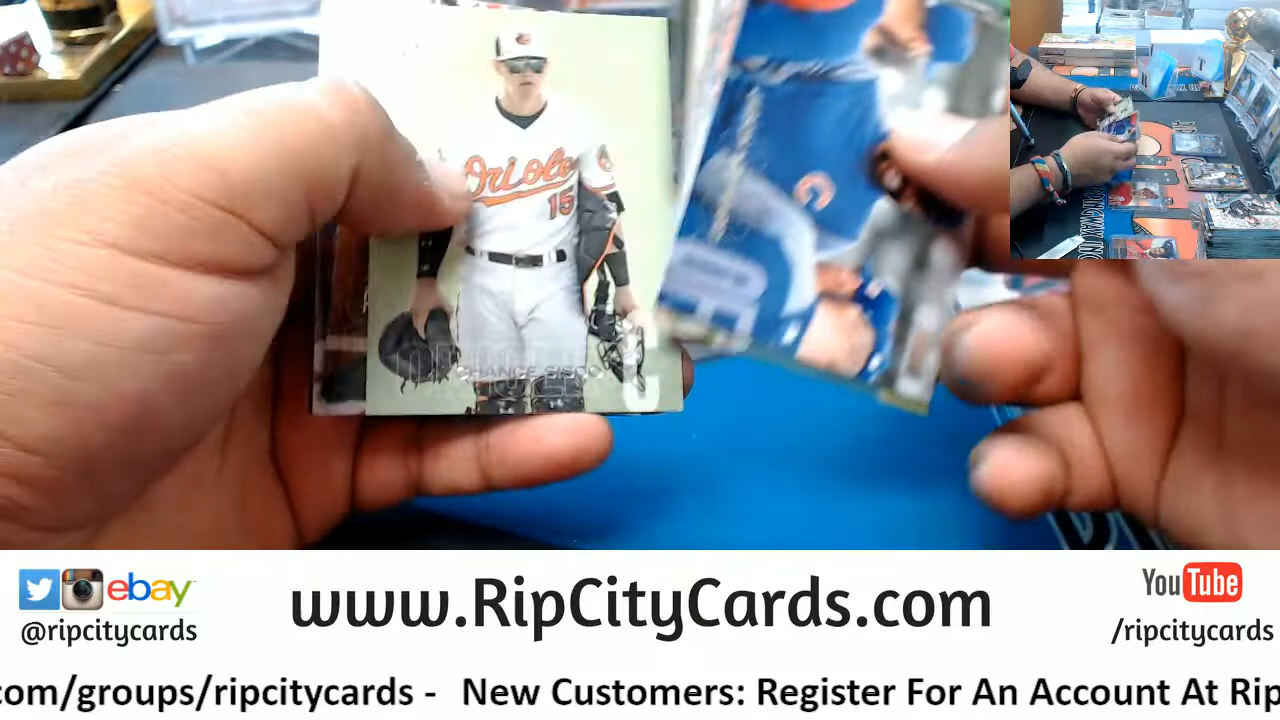 Orioles
15
CHANCE SISCO
C
ebay
@ripcitycards
www.RipCityCards.com
YouTube
/ripcitycards
com/groups/ripcitycards - New Customers: Register For An Account At Rip